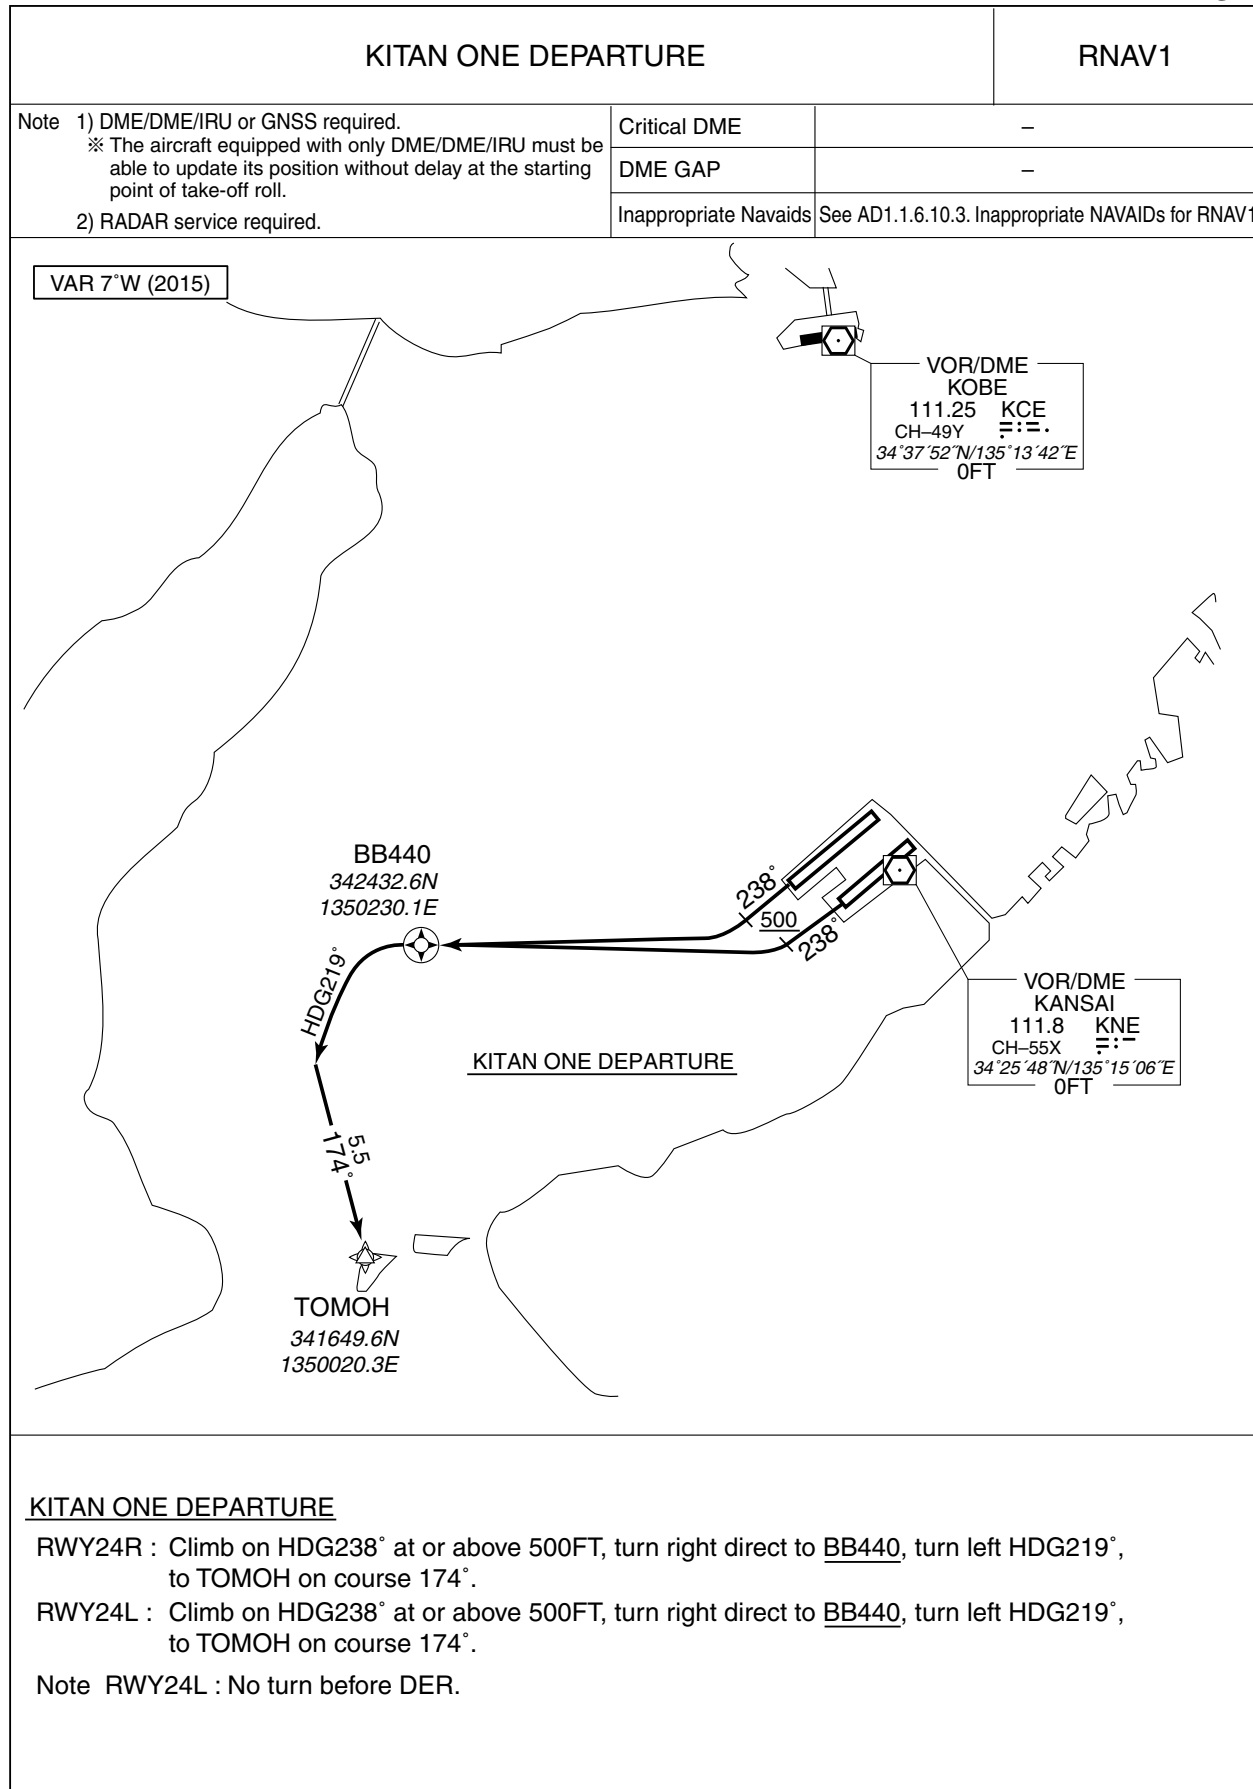 KITAN ONE DEPARTURE
RNAV1
Note 1) DME/DME/IRU or GNSS required.
※ The aircraft equipped with only DME/DME/IRU must be
able to update its position without delay at the starting
point of take-off roll.
2) RADAR service required.
Critical DME –
DME GAP –
Inappropriate Navaids See AD1.1.6.10.3. Inappropriate NAVAIDs for RNAV1
VAR 7˚W (2015)
VOR/DME
KOBE
111.25 KCE
CH–49Y
34˚37´52˝N/135˚13´42˝E
0FT
BB440
342432.6N
1350230.1E
238˚
500
238˚
HDG219˚
VOR/DME
KANSAI
111.8 KNE
CH–55X
34˚25´48˝N/135˚15´06˝E
0FT
KITAN ONE DEPARTURE
5.5
174˚
TOMOH
341649.6N
1350020.3E
KITAN ONE DEPARTURE
RWY24R : Climb on HDG238˚ at or above 500FT, turn right direct to BB440, turn left HDG219˚,
to TOMOH on course 174˚.
RWY24L : Climb on HDG238˚ at or above 500FT, turn right direct to BB440, turn left HDG219˚,
to TOMOH on course 174˚.
Note RWY24L : No turn before DER.